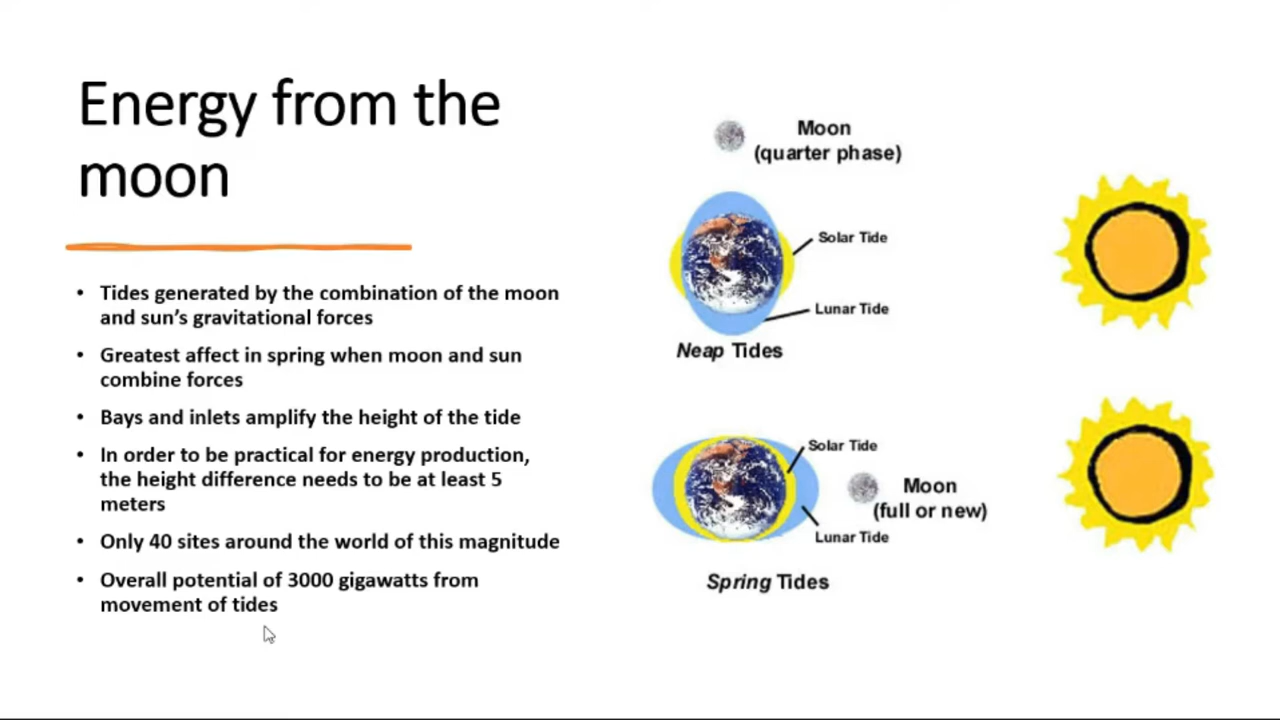 Energy from the
moon
• Tides generated by the combination of the moon
and sun's gravitational forces
• Greatest affect in spring when moon and sun
combine forces
• Bays and inlets amplify the height of the tide
• In order to be practical for energy production,
the height difference needs to be at least 5
meters
• Only 40 sites around the world of this magnitude
• Overall potential of 3000 gigawatts from
movement of tides
Moon
(quarter phase)
Solar Tide
Lunar Tide
Neap Tides
Solar Tide
Moon
(full or new)
Lunar Tide
Spring Tides